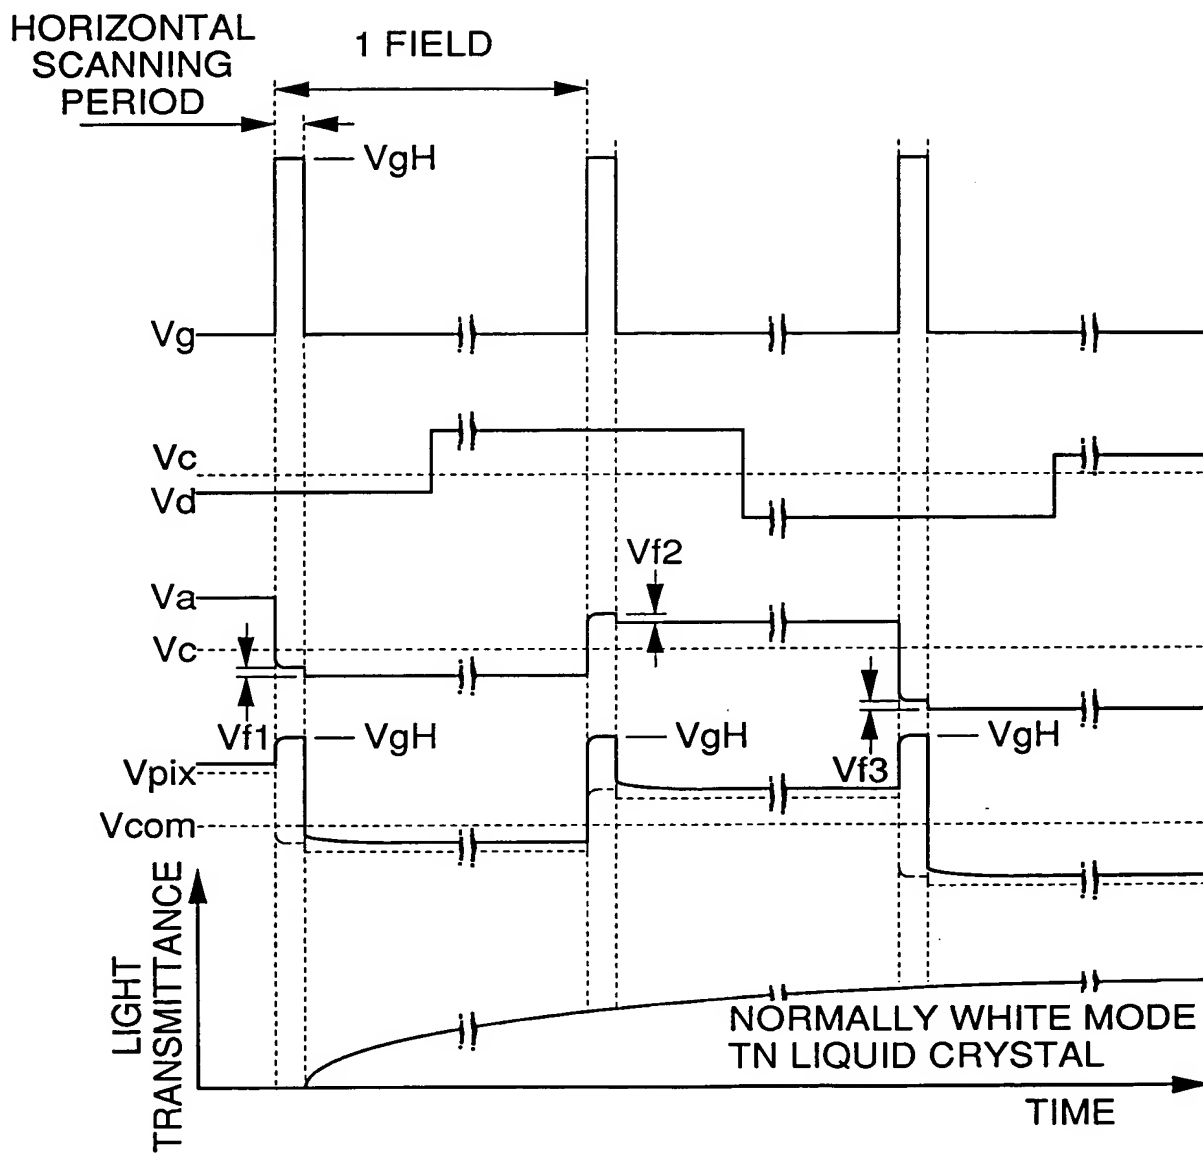 HORIZONTAL
SCANNING
PERIOD
1 FIELD
VgH
Vg
Vc
Vd
Vf2
Va
Vc
Vf1
VgH
VgH
VgH
Vpix
Vf3
Vcom
LIGHT
TRANSMITTANCE
NORMALLY WHITE MODE
TN LIQUID CRYSTAL
TIME